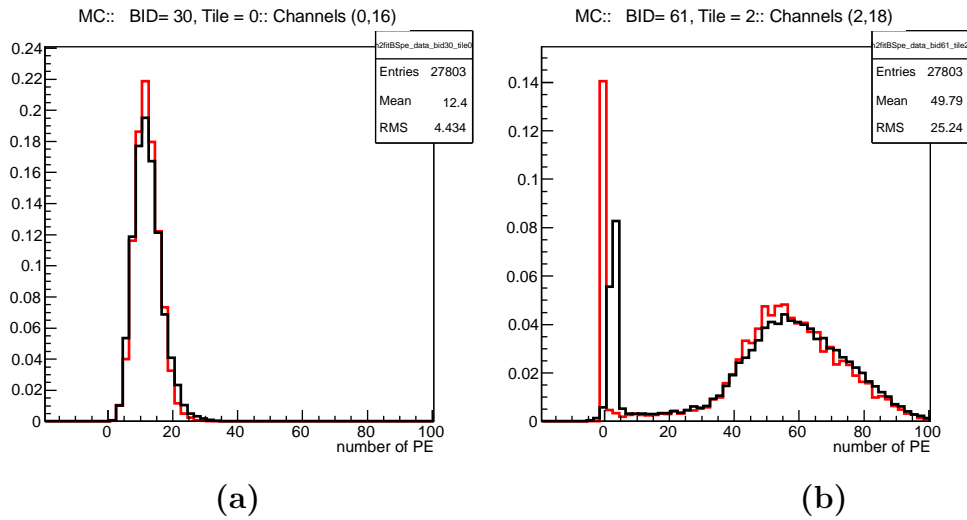 MC:: BID= 30, Tile = 0:: Channels (0,16)
h2fitBSpe_data_bid30_tile0
Entries 27803
Mean 12.4
RMS 4.434
0.24
0.22
0.2
0.18
0.16
0.14
0.12
0.1
0.08
0.06
0.04
0.02
0
0 20 40 60 80 100
number of PE
(a)
MC:: BID= 61, Tile = 2:: Channels (2,18)
h2fitBSpe_data_bid61_tile2
Entries 27803
Mean 49.79
RMS 25.24
0.14
0.12
0.1
0.08
0.06
0.04
0.02
0
0 20 40 60 80 100
number of PE
(b)